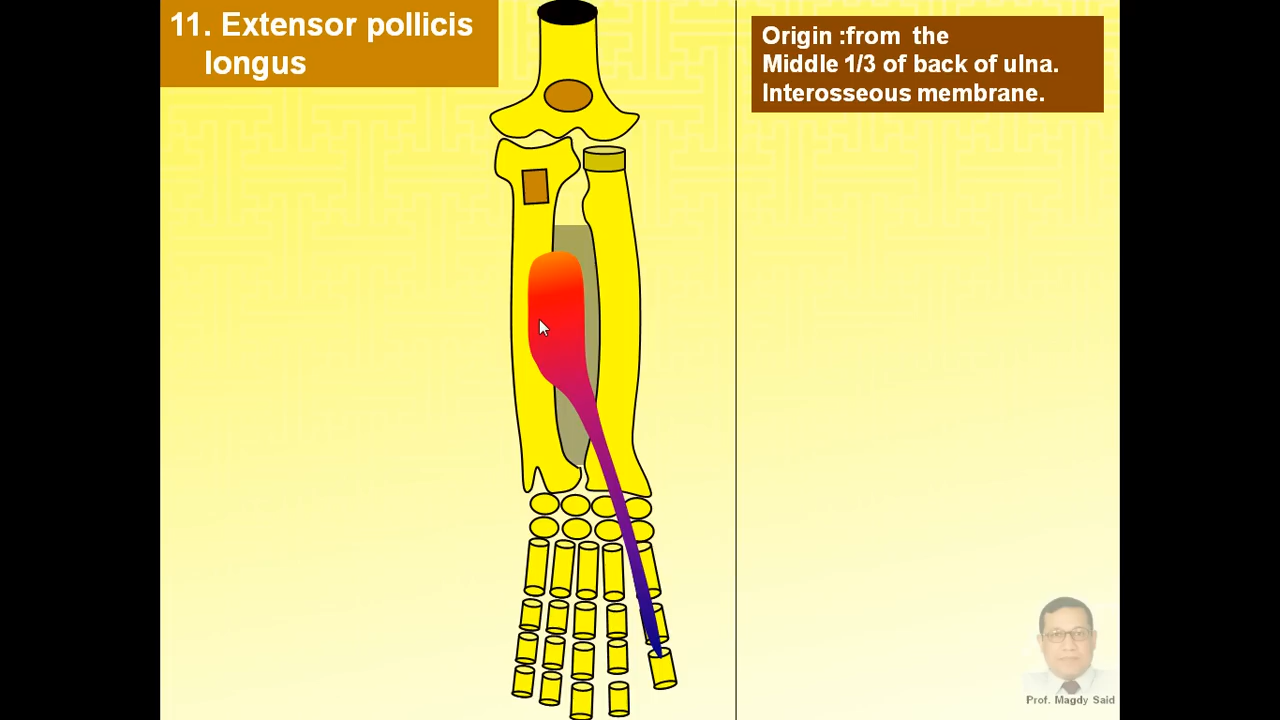 11. Extensor pollicis
longus
Origin :from the
Middle 1/3 of back of ulna.
Interosseous membrane.
Prof. Magdy Said